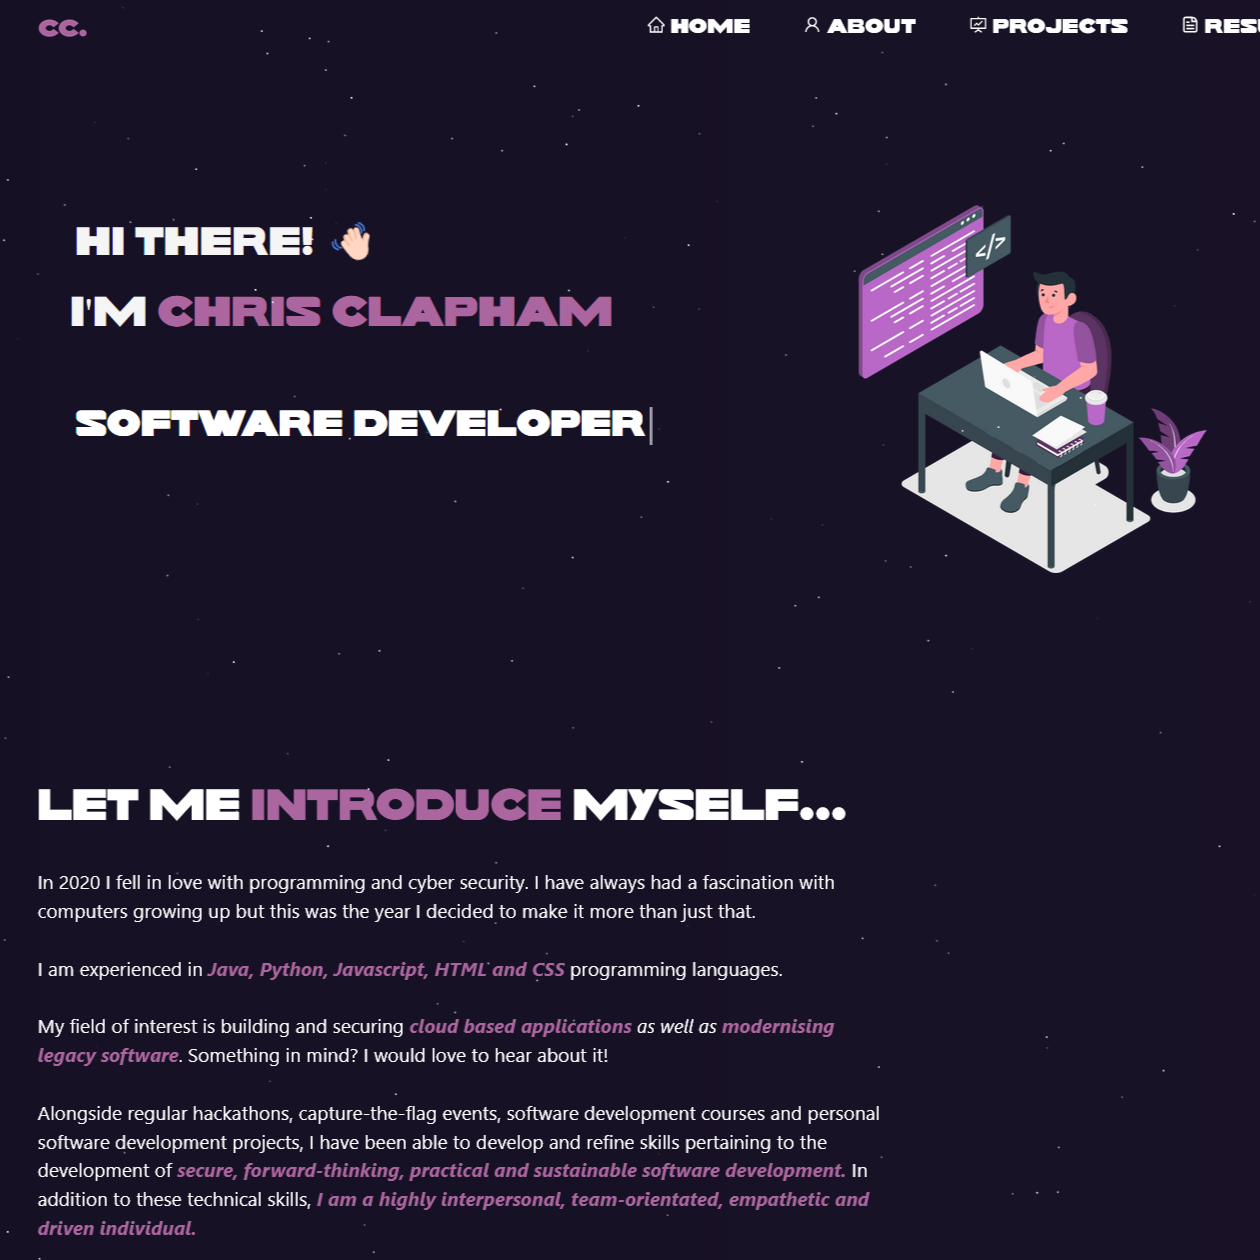 cc.
HOME
ABOUT
PROJECTS
HI THERE! 👋🏻
I'M CHRIS CLAPHAM
</>
SOFTWARE DEVELOPER
LET ME INTRODUCE MYSELF...
In 2020 I fell in love with programming and cyber security. I have always had a fascination with
computers growing up but this was the year I decided to make it more than just that.
I am experienced in Java, Python, Javascript, HTML and CSS programming languages.
My field of interest is building and securing cloud based applications as well as modernising
legacy software. Something in mind? I would love to hear about it!
Alongside regular hackathons, capture-the-flag events, software development courses and personal
software development projects, I have been able to develop and refine skills pertaining to the
development of secure, forward-thinking, practical and sustainable software development. In
addition to these technical skills, I am a highly interpersonal, team-orientated, empathetic and
driven individual.